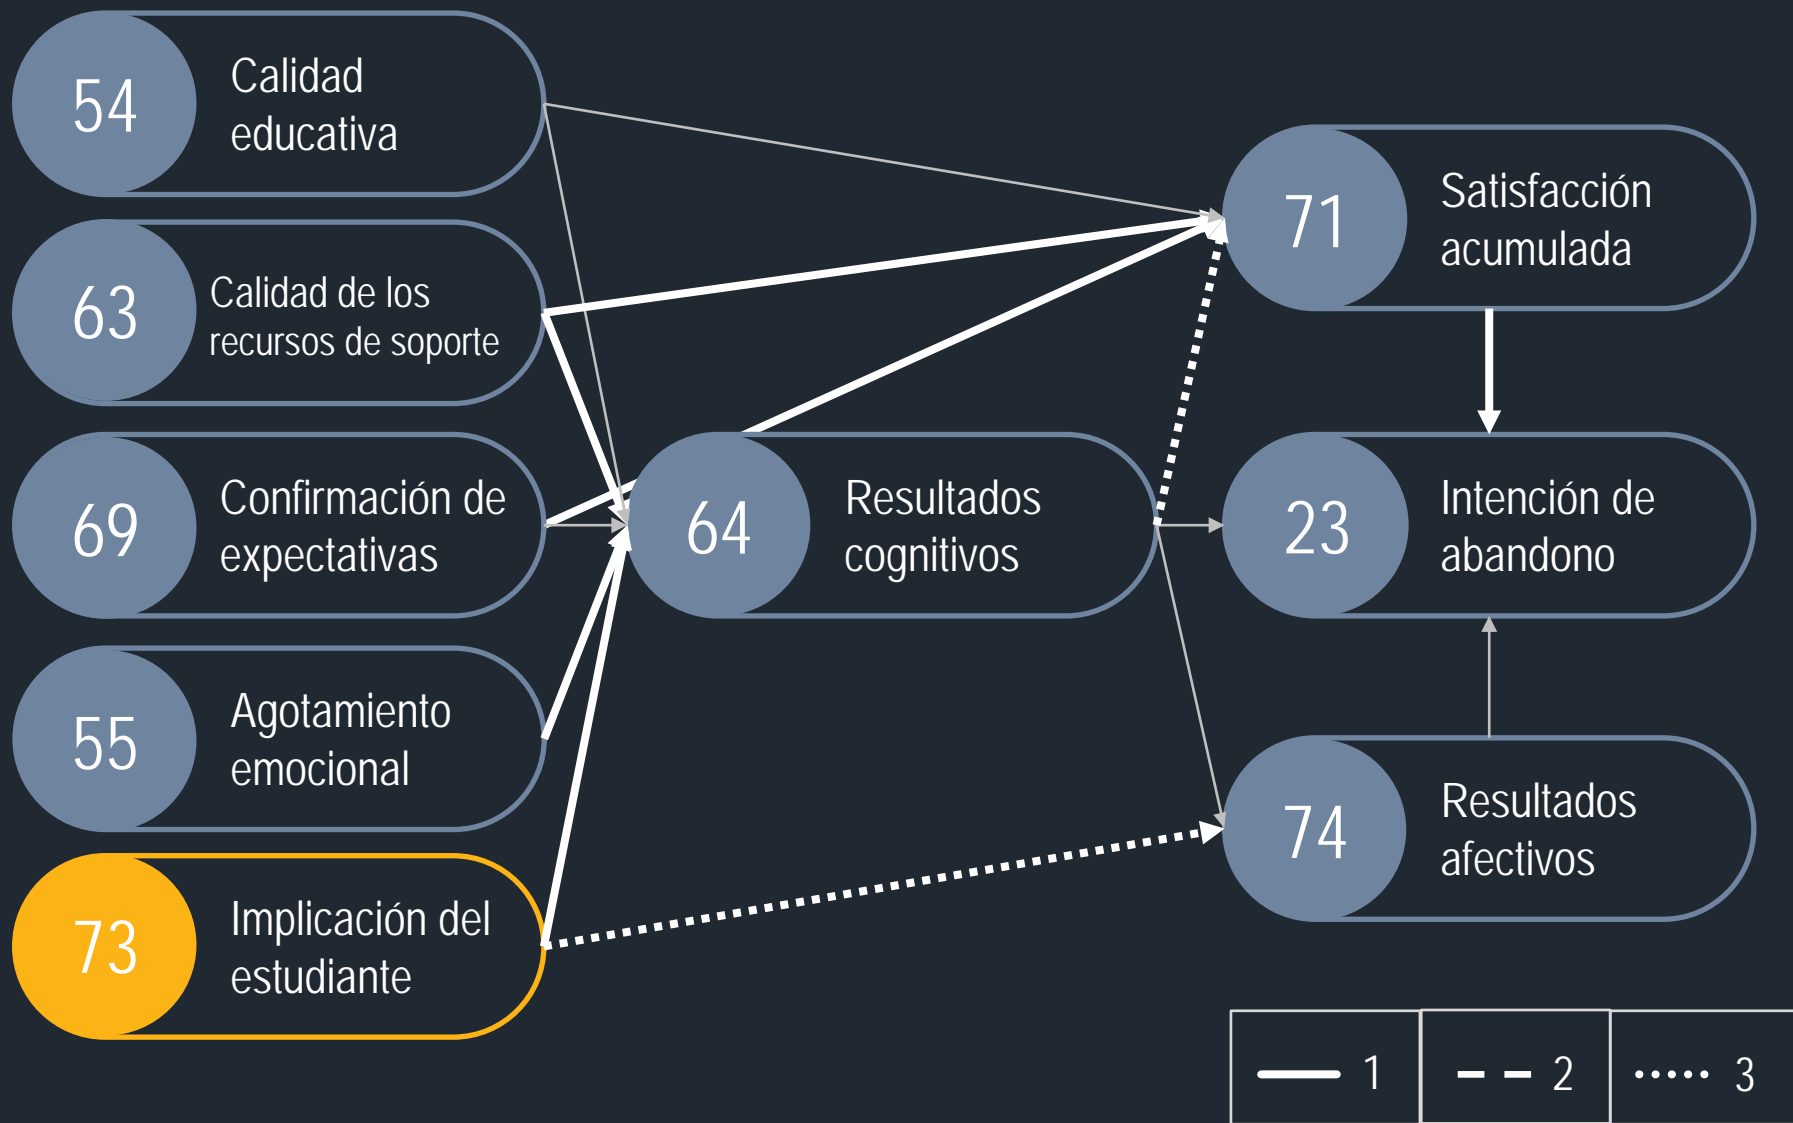 54
Calidad
educativa
63
Calidad de los
recursos de soporte
69
Confirmación de
expectativas
55
Agotamiento
emocional
73
Implicación del
estudiante
64
Resultados
cognitivos
71
Satisfacción
acumulada
23
Intención de
abandono
74
Resultados
afectivos
1
2
3